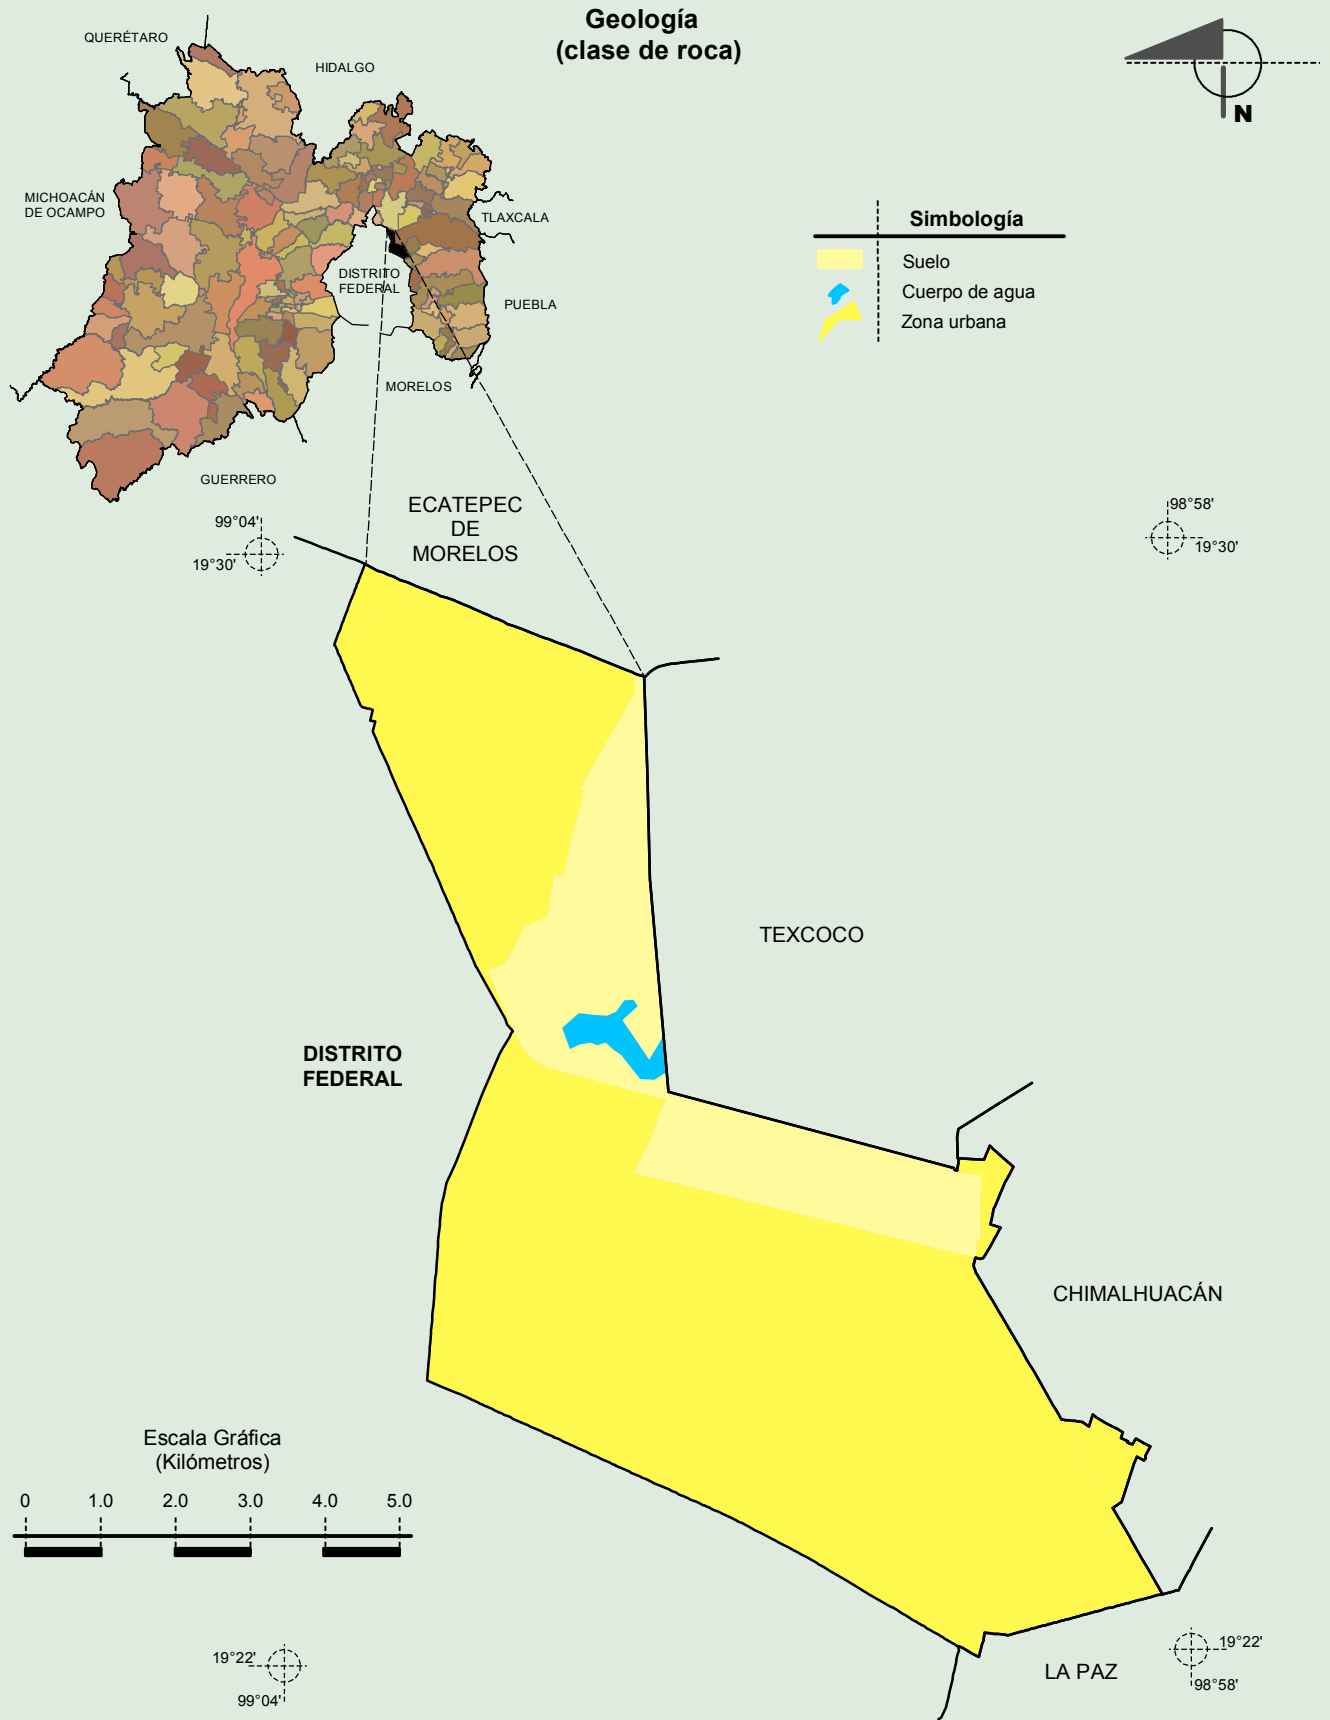 Geología
(clase de roca)
QUERÉTARO
HIDALGO
MICHOACÁN
DE OCAMPO
TLAXCALA
DISTRITO
FEDERAL
PUEBLA
MORELOS
GUERRERO
N
Simbología
Suelo
Cuerpo de agua
Zona urbana
ECATEPEC
DE
MORELOS
99°04'
19°30'
98°58'
19°30'
TEXCOCO
DISTRITO
FEDERAL
CHIMALHUACÁN
Escala Gráfica
(Kilómetros)
0 1.0 2.0 3.0 4.0 5.0
19°22'
99°04'
LA PAZ
19°22'
98°58'